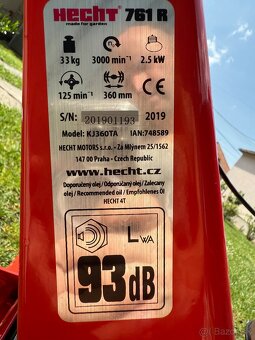 HECHT 761 R
made for garden
33 kg 3000 min⁻¹ 2.5 kW
125 min⁻¹ 360 mm
S/N: 201901193 2019
Model: KJ360TA IAN:748589
HECHT MOTORS s.r.o. - Za Mlýnem 25/1562
147 00 Praha - Czech Republic
www.hecht.cz
Doporučený olej/ Odporúčaný olej/ Zalecany
olej / Recommended oil / Empfohlenes Öl
HECHT 4T
LWA
93dB